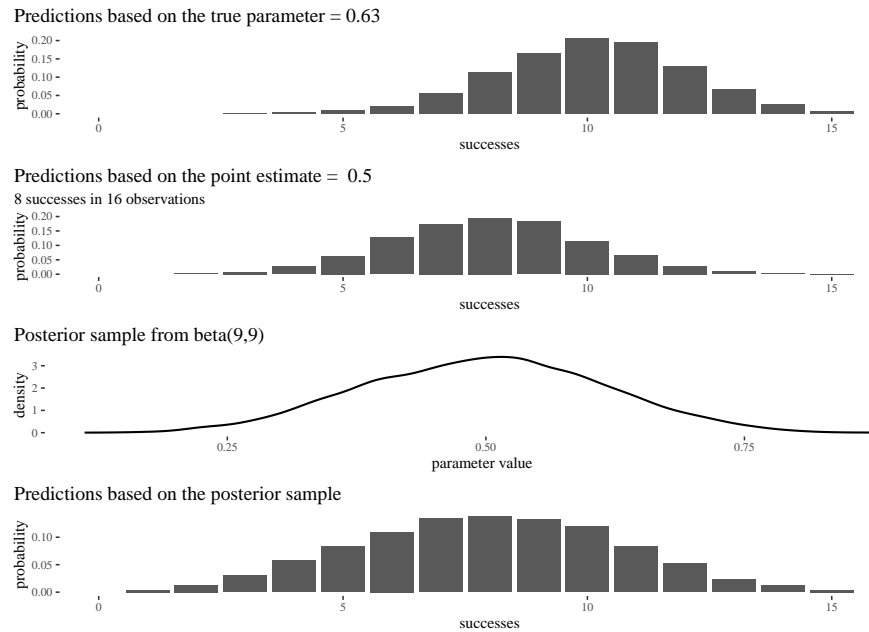 Predictions based on the true parameter = 0.63
probability
0.20
0.15
0.10
0.05
0.00
0 5 10 15
successes
Predictions based on the point estimate = 0.5
8 successes in 16 observations
probability
0.20
0.15
0.10
0.05
0.00
0 5 10 15
successes
Posterior sample from beta(9,9)
density
3
2
1
0
0.25 0.50 0.75
parameter value
Predictions based on the posterior sample
probability
0.10
0.05
0.00
0 5 10 15
successes